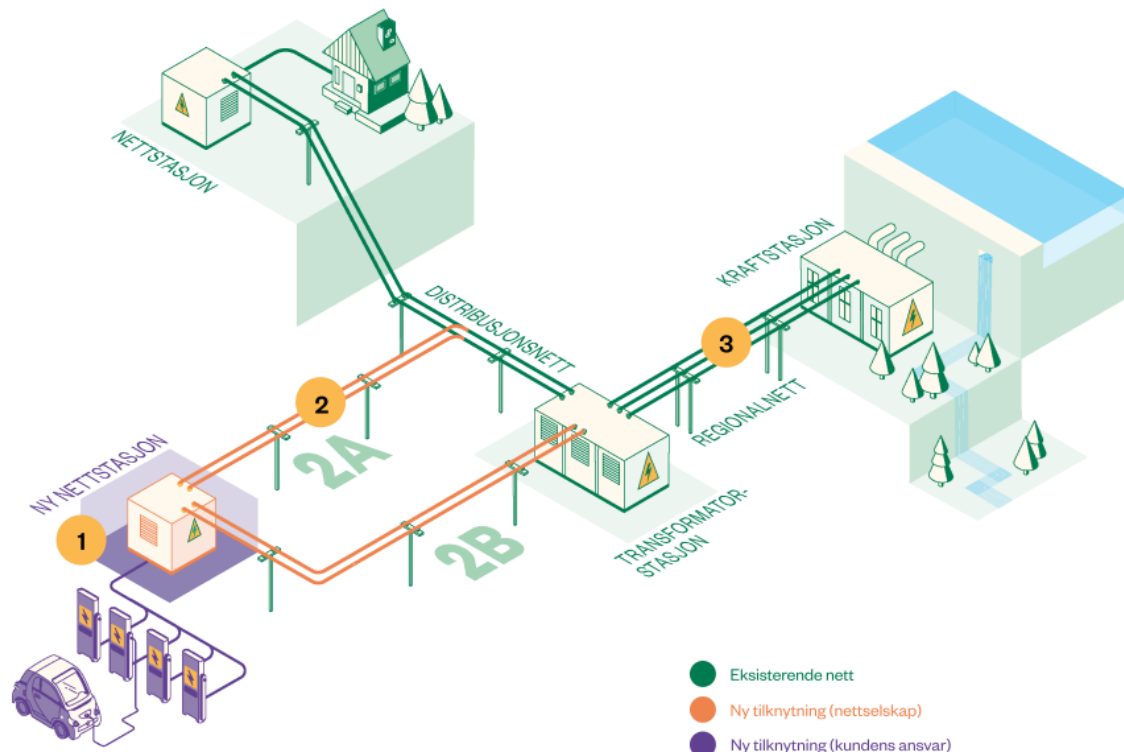 NETTSTASJON
KRAFTSTASJON
DISTRIBUSJONSNETT
3
2
REGIONALNETT
2A
NY NETTSTASJON
1
2B
TRANSFORMATOR-
STASJON
Eksisterende nett
Ny tilknytning (nettselskap)
Ny tilknytning (kundens ansvar)